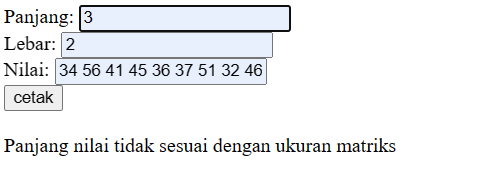 Panjang: 3
Lebar: 2
Nilai: 34 56 41 45 36 37 51 32 46
cetak
Panjang nilai tidak sesuai dengan ukuran matriks